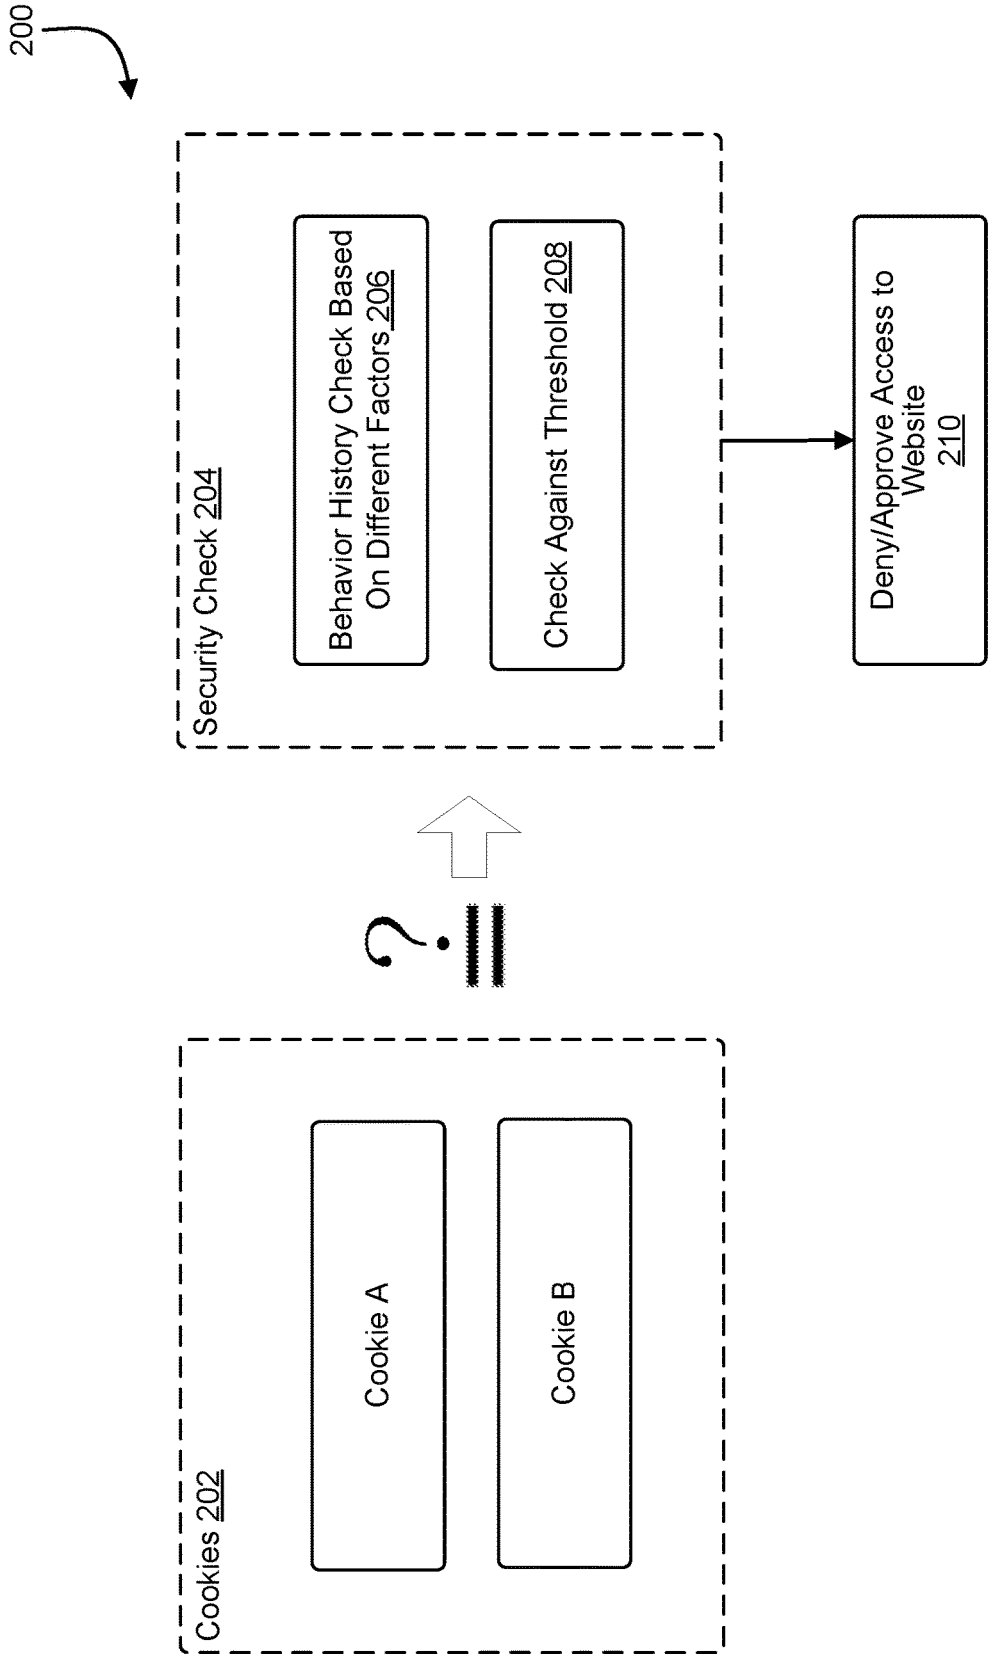 200
Cookies 202
Cookie A
Cookie B
?
=
Security Check 204
Behavior History Check Based
On Different Factors 206
Check Against Threshold 208
Deny/Approve Access to
Website
210